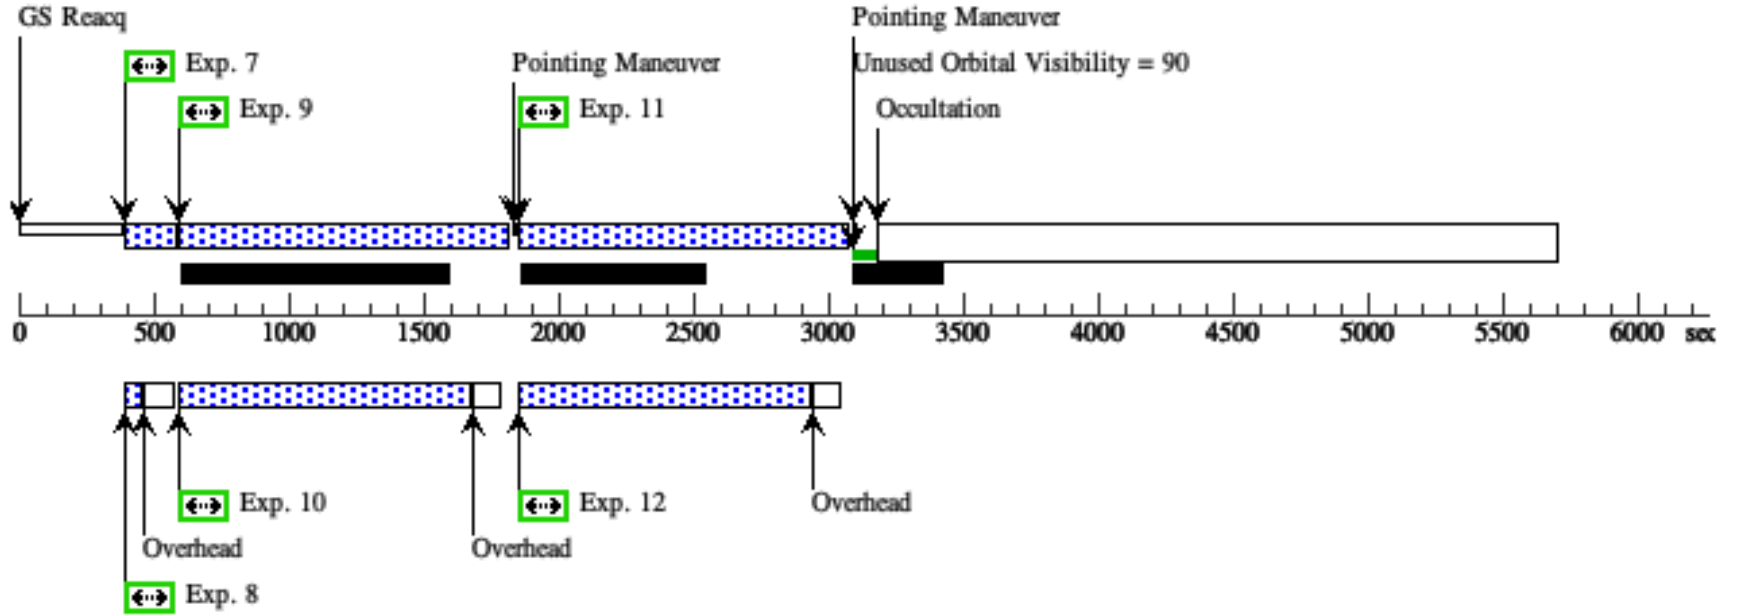 GS Reacq
Pointing Maneuver
Exp. 7
Pointing Maneuver
Unused Orbital Visibility = 90
Exp. 9
Exp. 11
Occultation
0 500 1000 1500 2000 2500 3000 3500 4000 4500 5000 5500 6000 sec
Exp. 10
Exp. 12
Overhead
Overhead
Overhead
Exp. 8